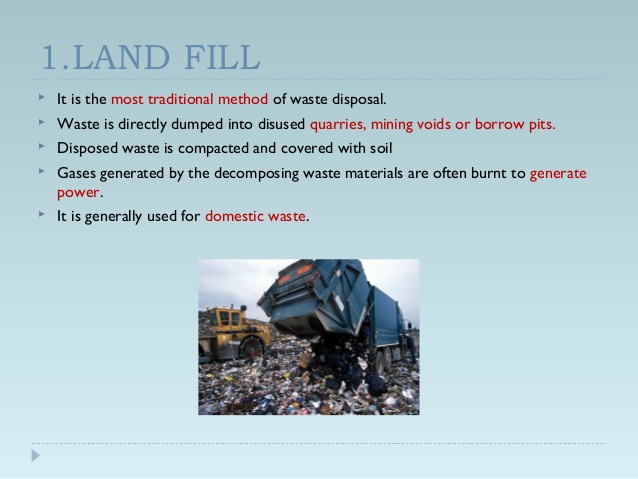 1.LAND FILL
It is the most traditional method of waste disposal.
Waste is directly dumped into disused quarries, mining voids or borrow pits.
Disposed waste is compacted and covered with soil
Gases generated by the decomposing waste materials are often burnt to generate
power.
It is generally used for domestic waste.